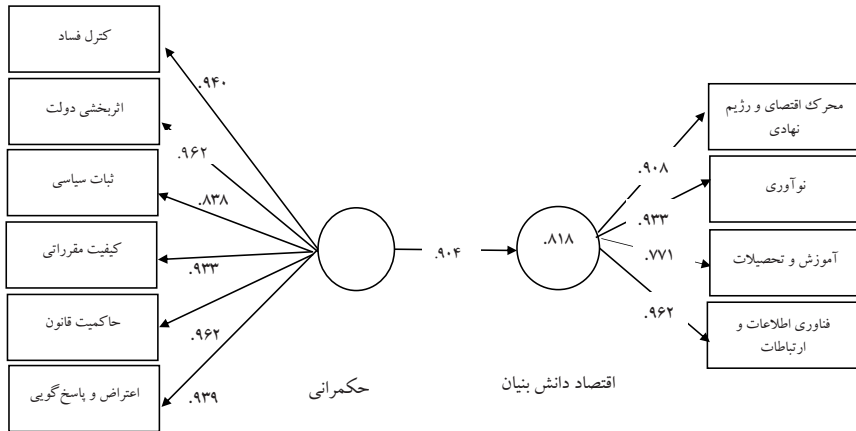 کنترل فساد
اثربخشی دولت
ثبات سیاسی
کیفیت مقرراتی
حاکمیت قانون
اعتراض و پاسخ‌گویی
.۹۴۰
.۹۶۲
.۸۳۸
.۹۳۳
.۹۶۲
.۹۳۹
حکمرانی
.۹۰۴
.۸۱۸
اقتصاد دانش بنیان
.۹۰۸
.۹۳۳
.۷۷۱
.۹۶۲
محرک اقتصای و رژیم
نهادی
نوآوری
آموزش و تحصیلات
فناوری اطلاعات و
ارتباطات